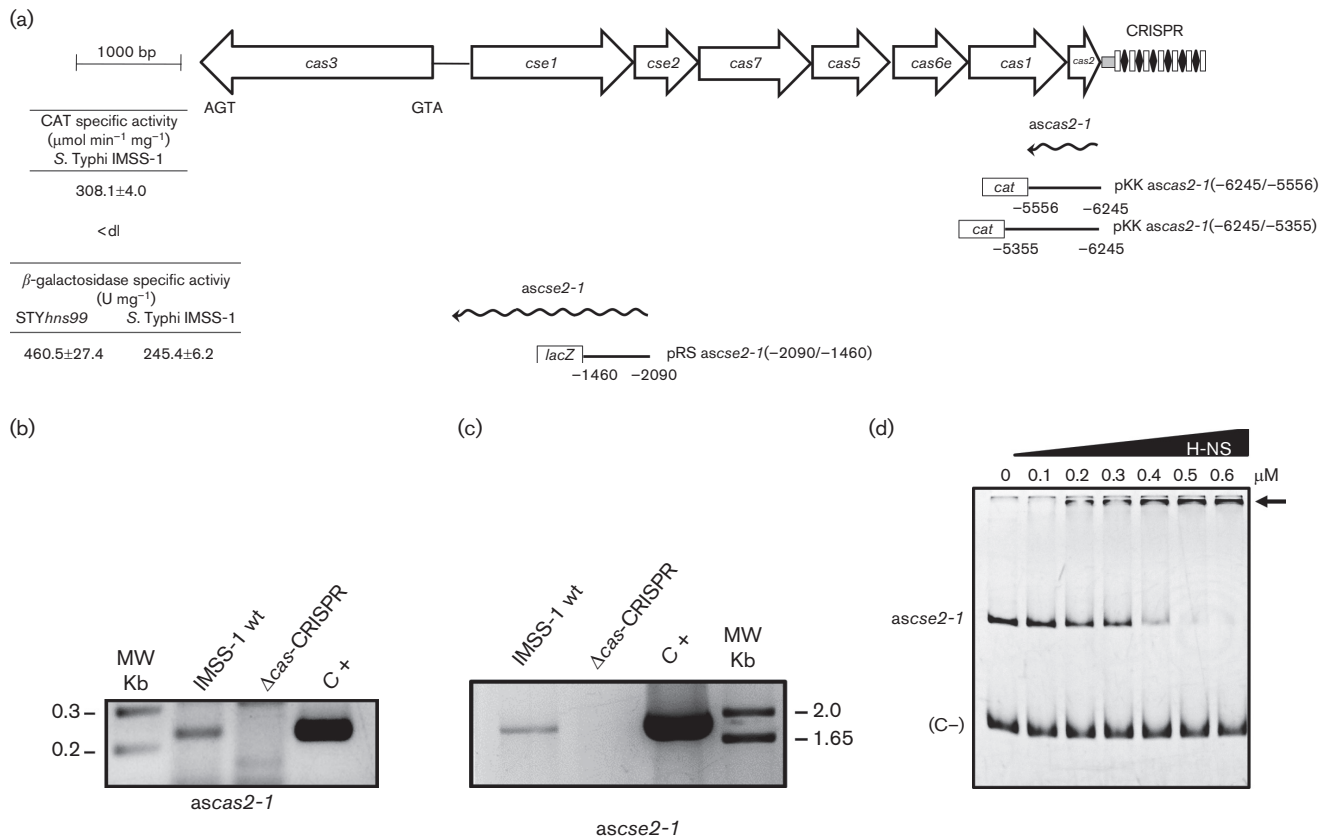 (a)
1000 bp
cas3
cse1
cse2
cas7
cas5
cas6e
cas1
cas2
CRISPR
AGT
GTA
CAT specific activity
(μmol min−1 mg−1)
S. Typhi IMSS-1
308.1±4.0
<dl
ascas2-1
cat
pKK ascas2-1(−6245/−5556)
−5556
−6245
cat
pKK ascas2-1(−6245/−5355)
−5355
−6245
β-galactosidase specific activiy
(U mg−1)
STYhns99 S. Typhi IMSS-1
460.5±27.4 245.4±6.2
ascse2-1
lacZ
pRS ascse2-1(−2090/−1460)
−1460
−2090
(b)
MW
Kb
IMSS-1 wt
Δcas-CRISPR
C +
0.3
0.2
ascas2-1
(c)
IMSS-1 wt
Δcas-CRISPR
C +
MW
Kb
2.0
1.65
ascse2-1
(d)
H-NS
0 0.1 0.2 0.3 0.4 0.5 0.6 μM
ascse2-1
(C−)